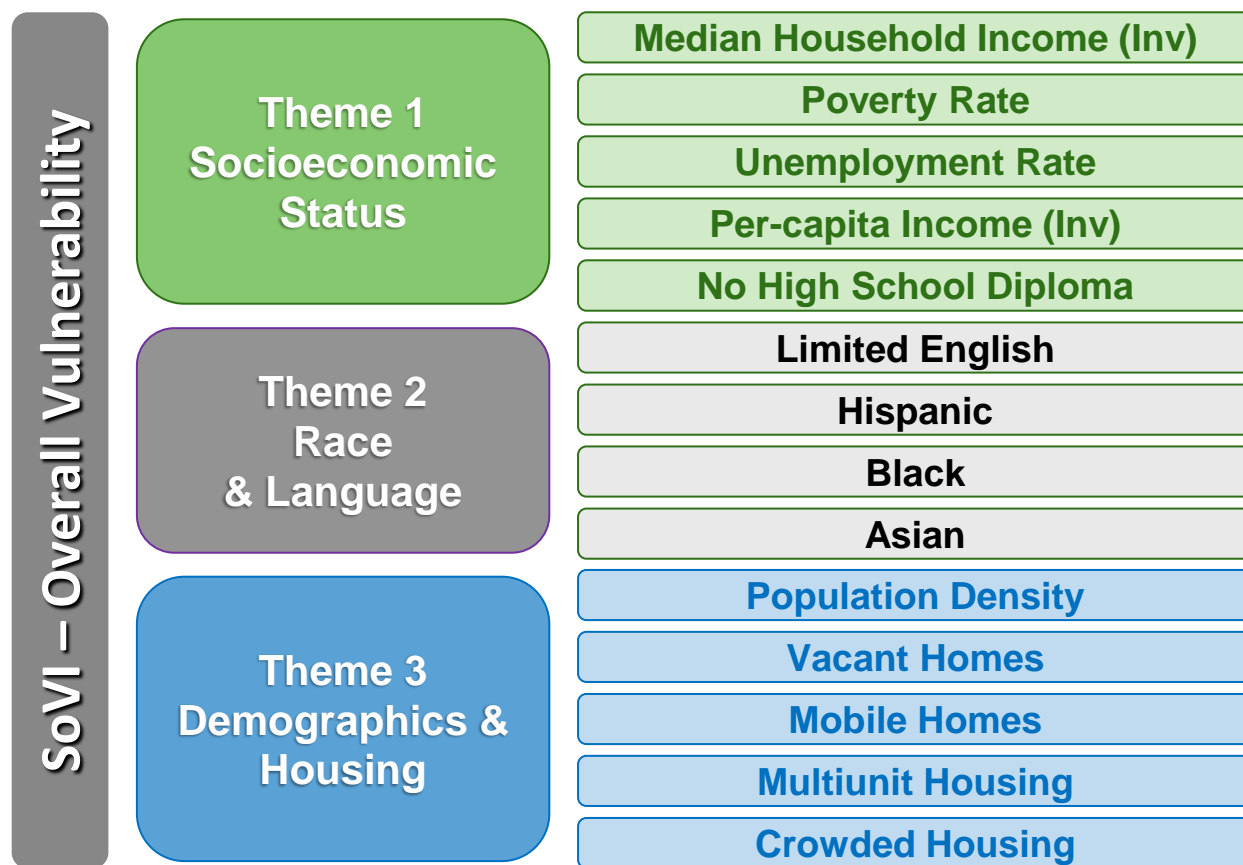 SoVI – Overall Vulnerability
Theme 1
Socioeconomic
Status
Median Household Income (Inv)
Poverty Rate
Unemployment Rate
Per-capita Income (Inv)
No High School Diploma
Theme 2
Race
& Language
Limited English
Hispanic
Black
Asian
Theme 3
Demographics &
Housing
Population Density
Vacant Homes
Mobile Homes
Multiunit Housing
Crowded Housing